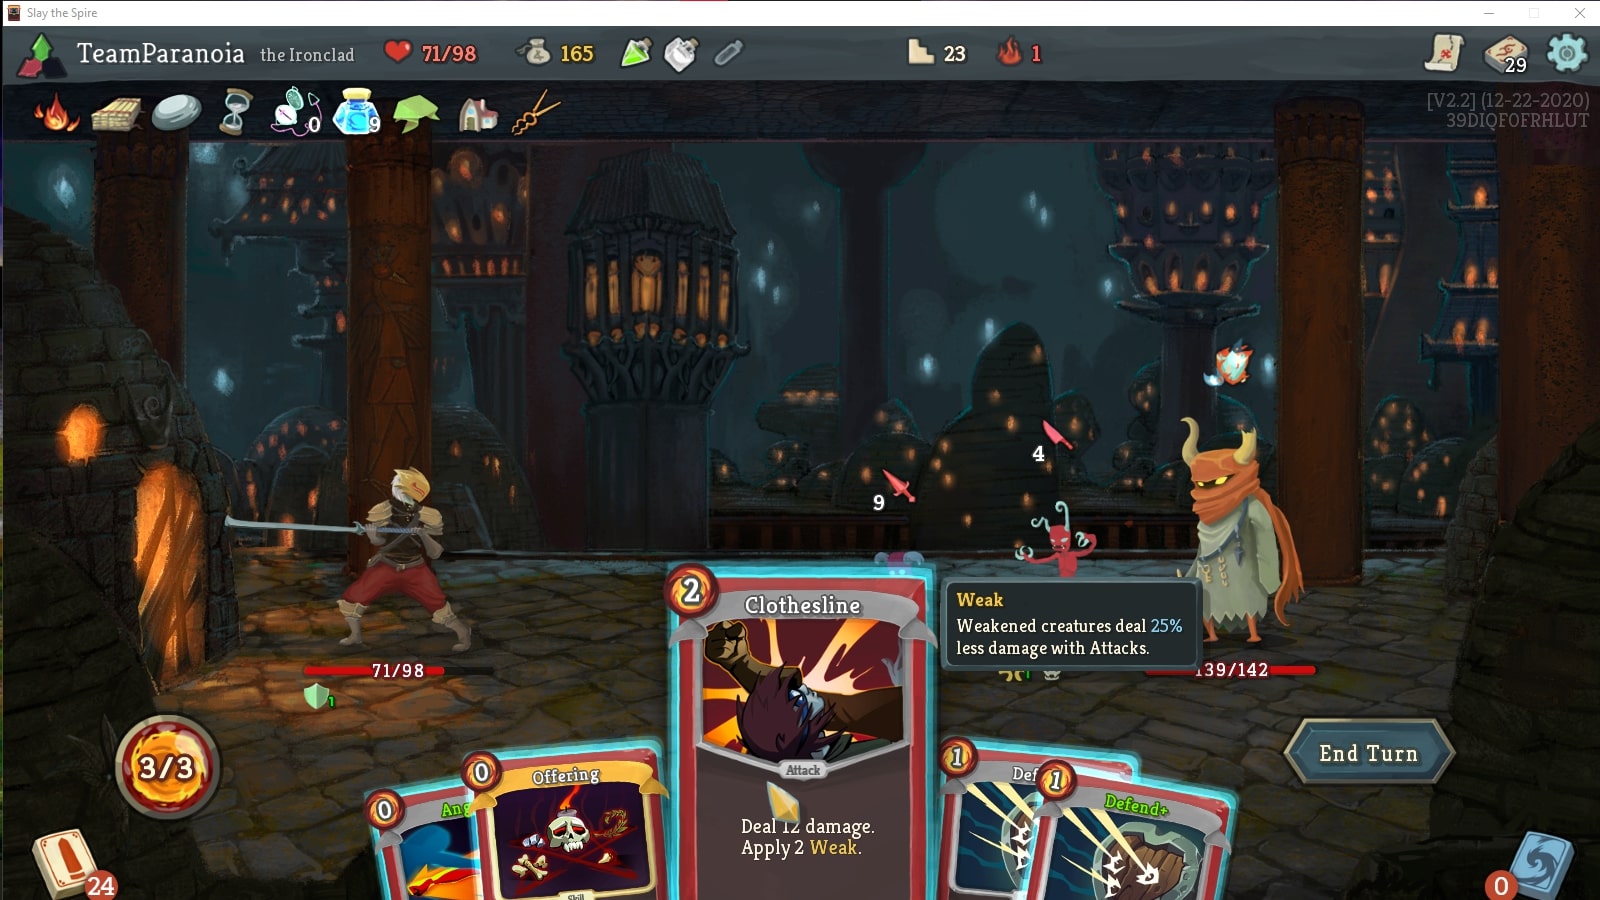 Slay the Spire
TeamParanoia the Ironclad 71/98 165 23 1 29
0 9
[V2.2] (12-22-2020)
39DIQFOFRHLUT
4
9
2
Clothesline
Weak
Weakened creatures deal 25%
less damage with Attacks.
71/98
139/142
1
3/3
End Turn
Attack
0 Offering
1
1 Defend+
0
Deal 12 damage.
Apply 2 Weak.
Skill
24
0